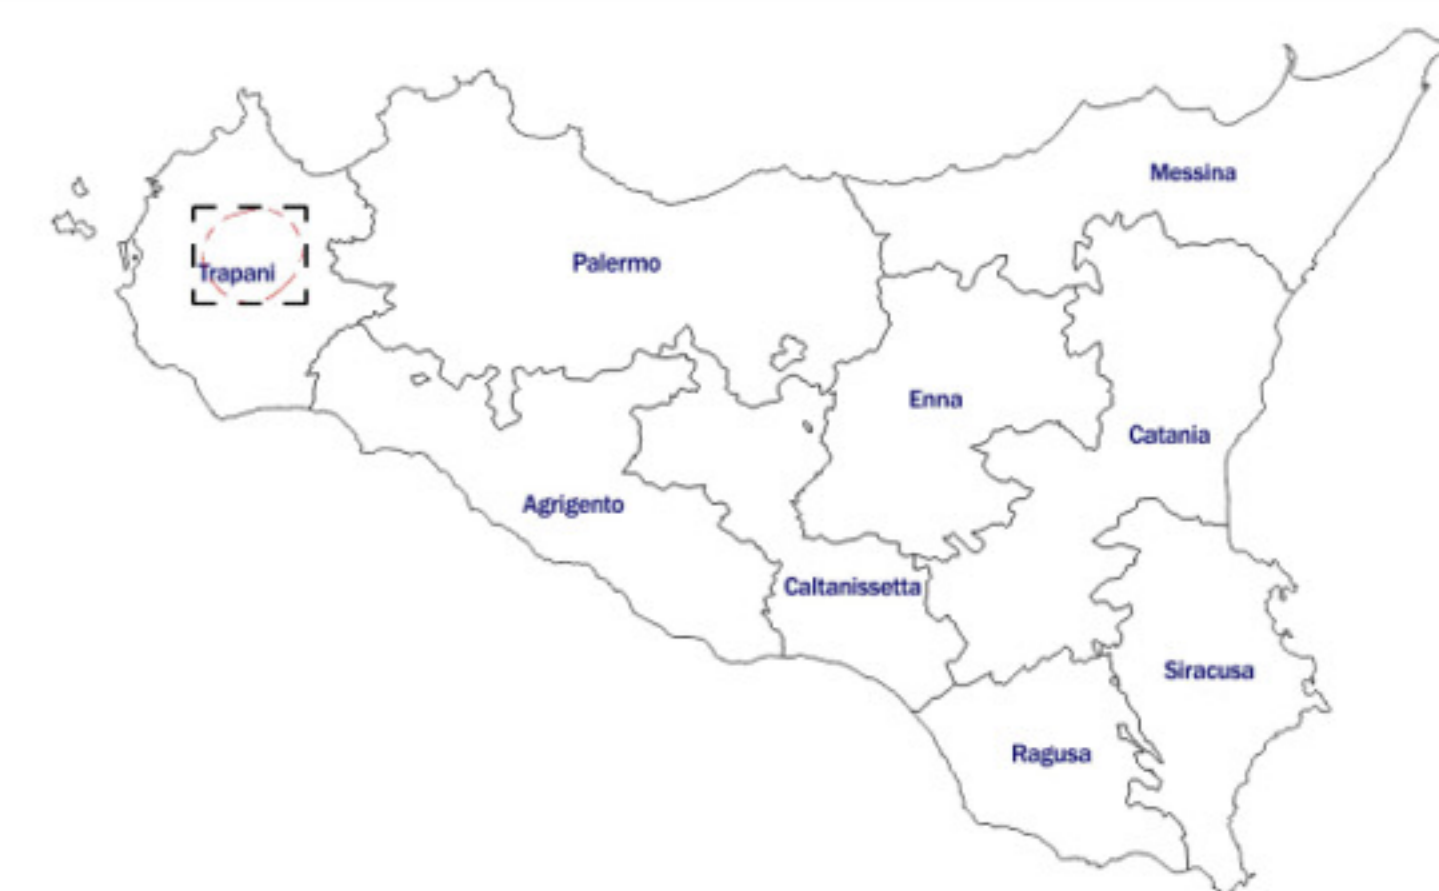 Messina
Palermo
Trapani
Enna
Catania
Agrigento
Caltanissetta
Siracusa
Ragusa